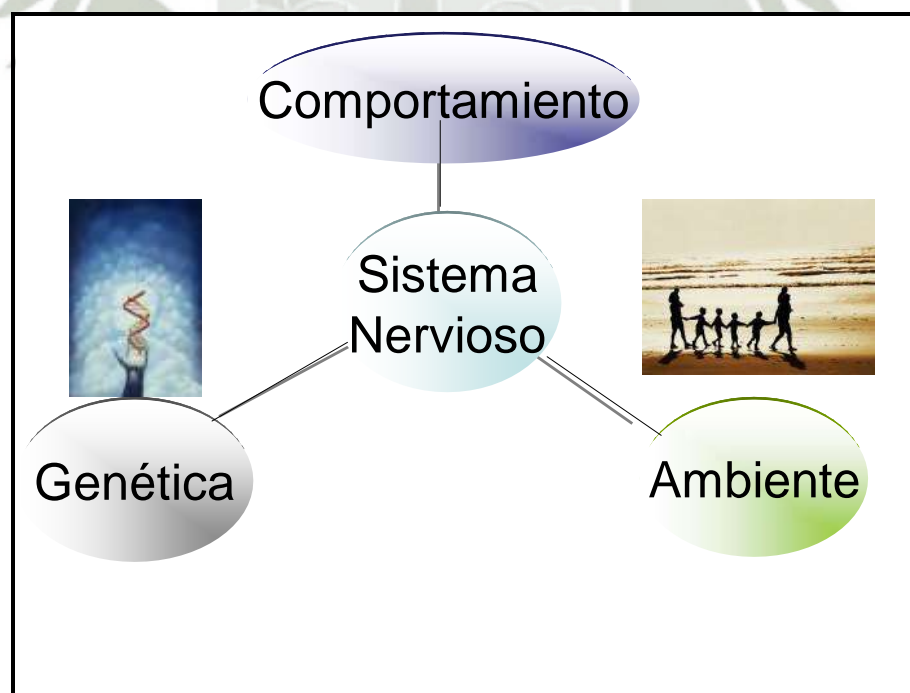 Comportamiento
Sistema
Nervioso
Genética
Ambiente